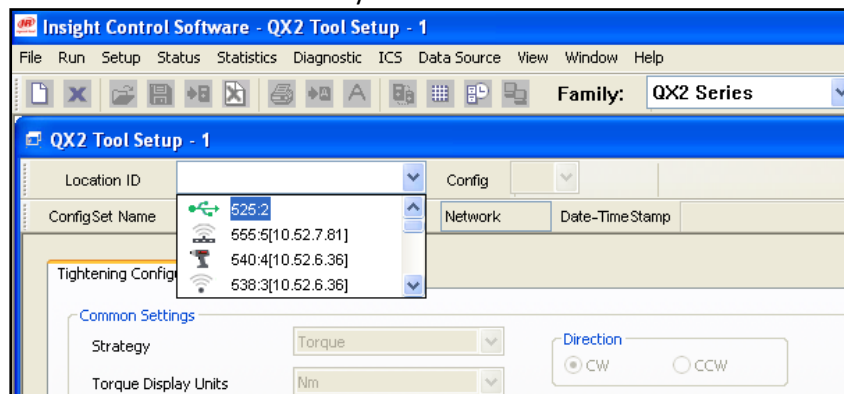 Insight Control Software - QX2 Tool Setup - 1
File Run Setup Status Statistics Diagnostic ICS Data Source View Window Help
Family: QX2 Series
QX2 Tool Setup - 1
Location ID Config
525:2
ConfigSet Name Network Date-TimeStamp
555:5[10.52.7.81]
540:4[10.52.6.36]
Tightening Config
538:3[10.52.6.36]
Common Settings
Strategy Torque Direction
CW CCW
Torque Display Units Nm